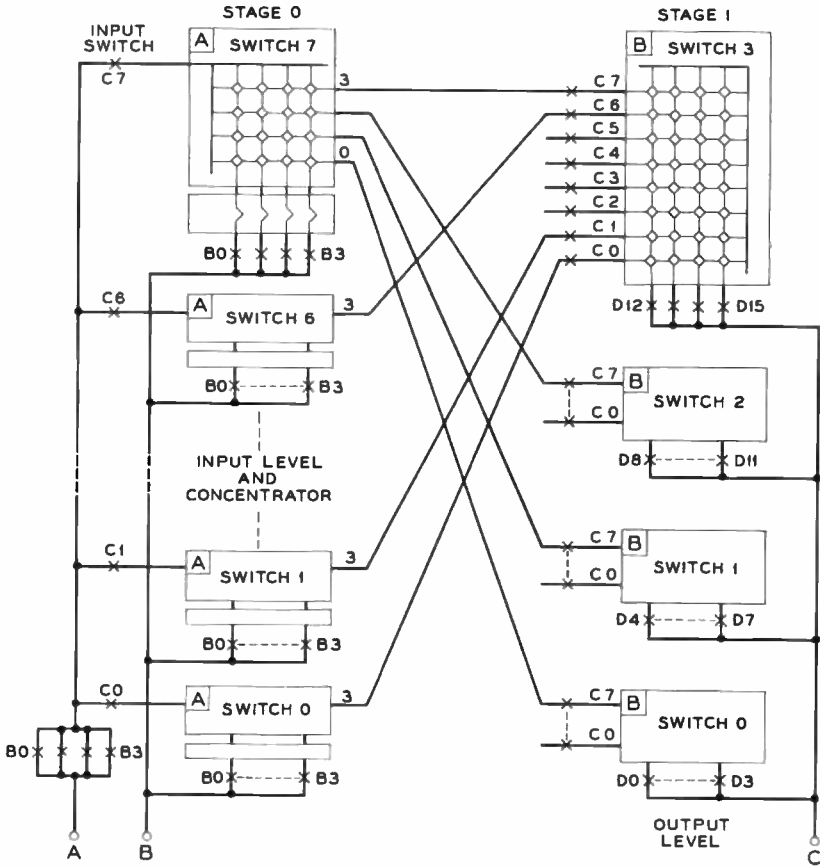 STAGE 0
STAGE 1
INPUT
SWITCH
C7
A
SWITCH 7
3
0
B0
B3
B
SWITCH 3
C7
C6
C5
C4
C3
C2
C1
C0
D12
D15
C6
A
SWITCH 6
3
B0
B3
C7
C0
B
SWITCH 2
D8
D11
INPUT LEVEL
AND
CONCENTRATOR
C1
A
SWITCH 1
3
B0
B3
C7
C0
B
SWITCH 1
D4
D7
C0
A
SWITCH 0
3
B0
B3
C7
C0
B
SWITCH 0
D0
D3
B0
B3
OUTPUT
LEVEL
A
B
C